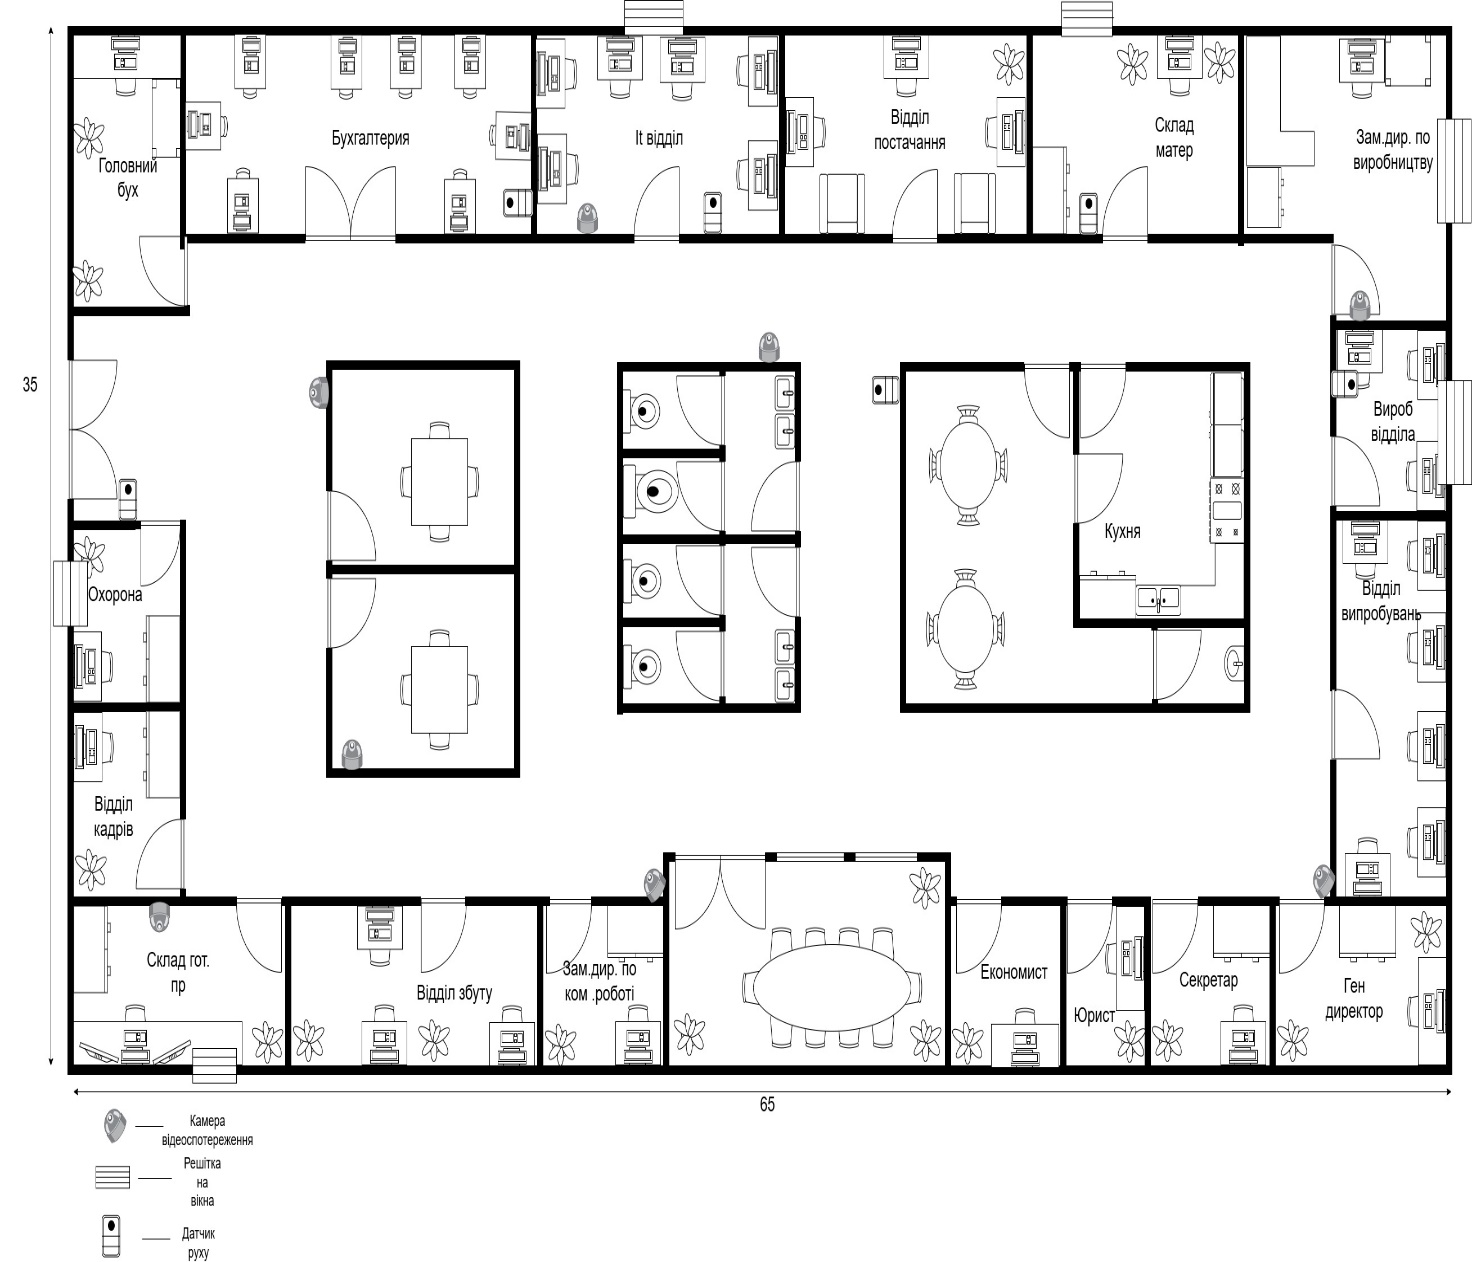 Головний
бух
Бухгалтерия
It відділ
Відділ
постачання
Склад
матер
Зам.дир. по
виробництву
35
Вироб
відділа
Кухня
Охорона
Відділ
випробувань
Відділ
кадрів
Склад гот.
пр
Відділ збуту
Зам.дир. по
ком .роботі
Економист
Юрист
Секретар
Ген
директор
65
Камера
відеоспотереження
Решітка
на
вікна
Датчик
руху